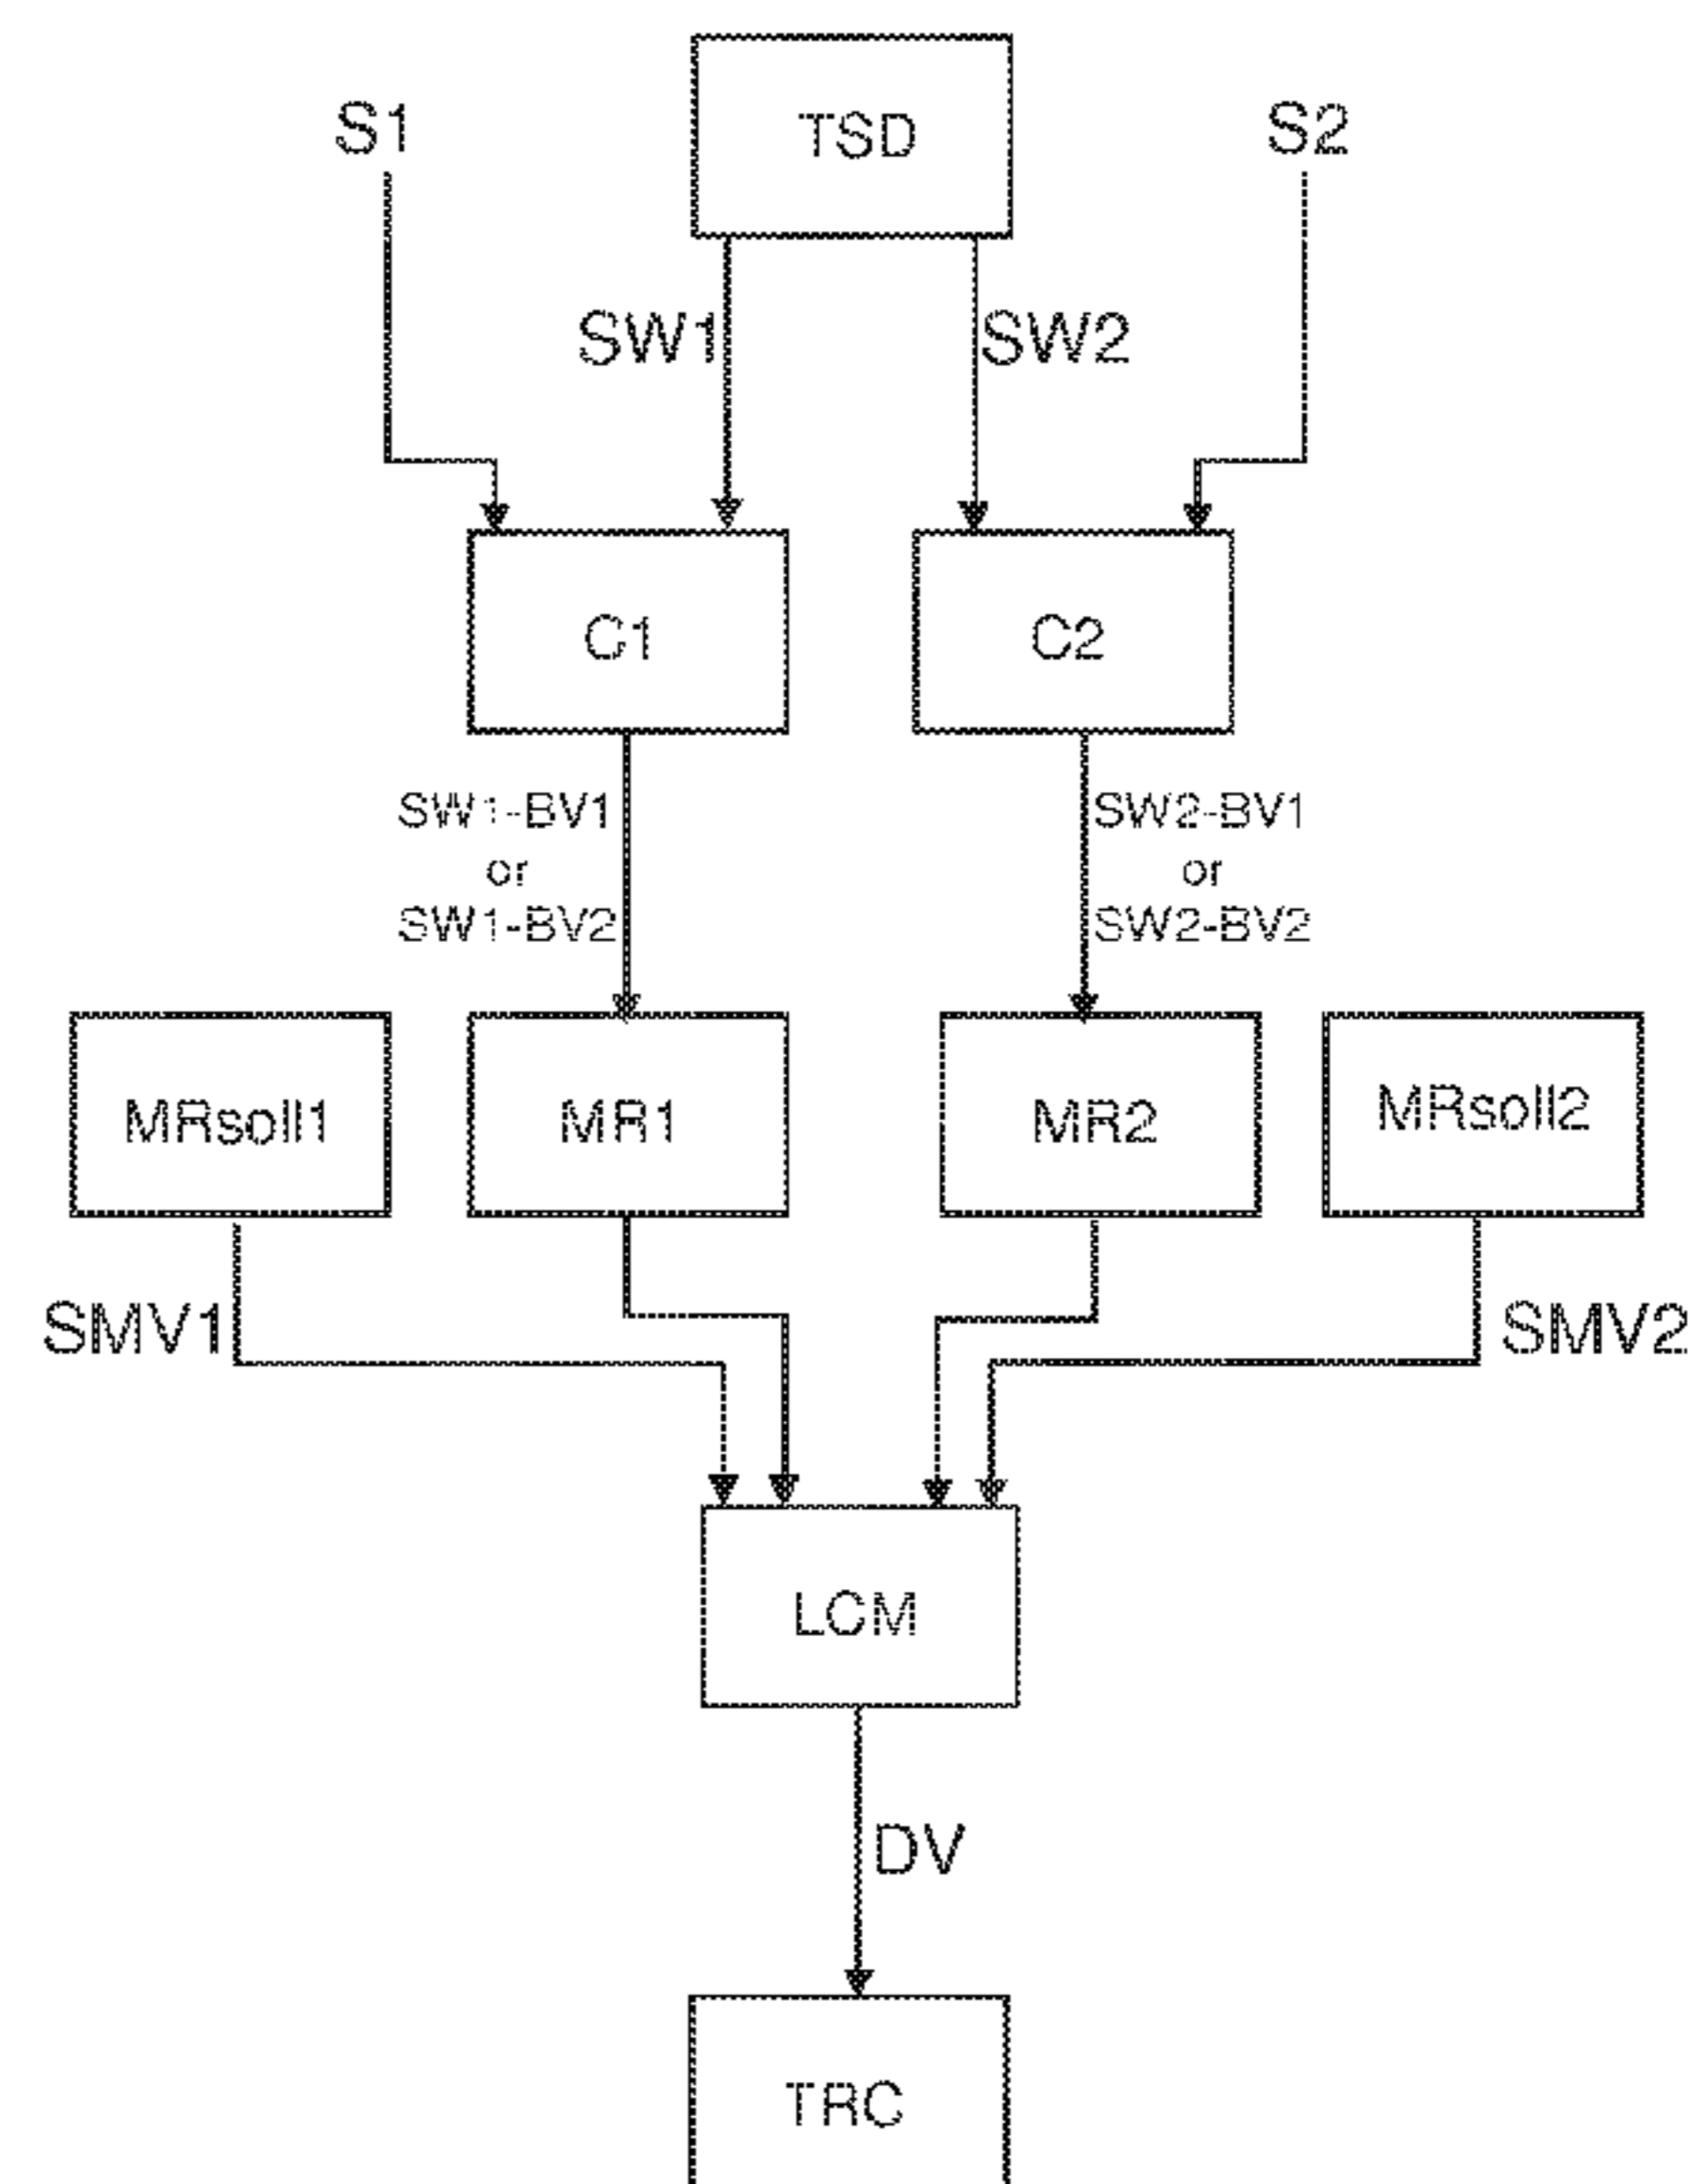 TSD
S1
S2
SW1
SW2
C1
C2
SW1-BV1
or
SW1-BV2
SW2-BV1
or
SW2-BV2
MRsoll1
MR1
MR2
MRsoll2
SMV1
SMV2
LCM
DV
TRC